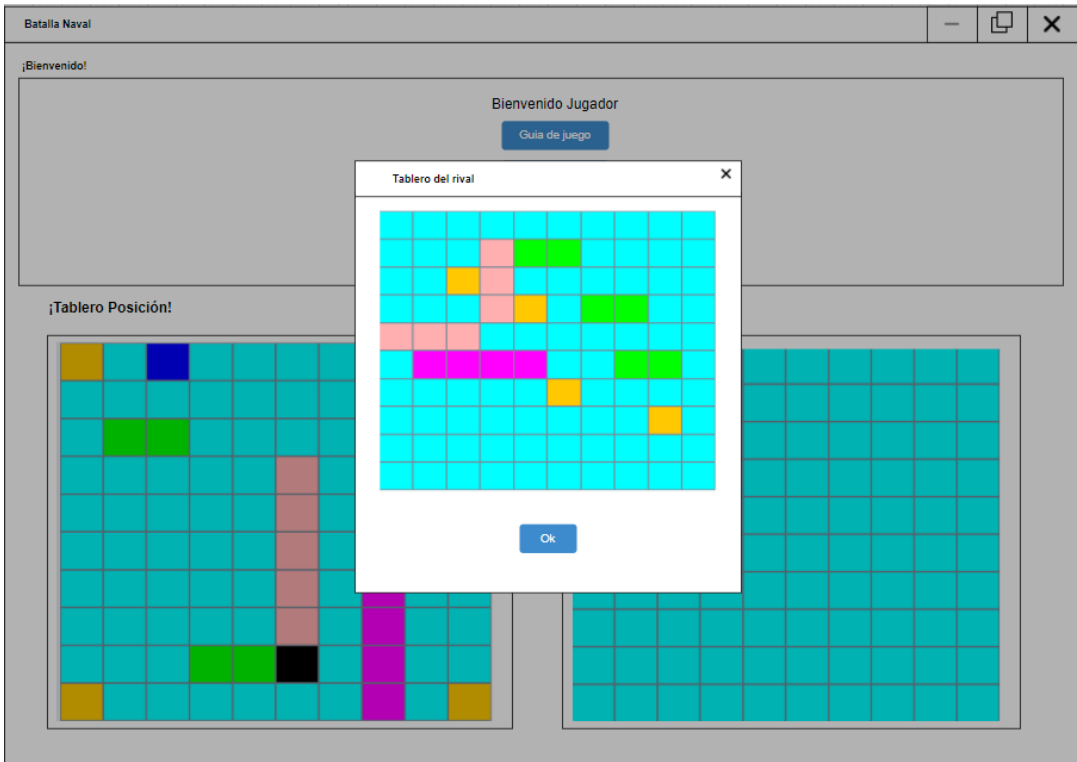 Batalla Naval
¡Bienvenido!
Bienvenido Jugador
Guia de juego
Tablero del rival
¡Tablero Posición!
Ok